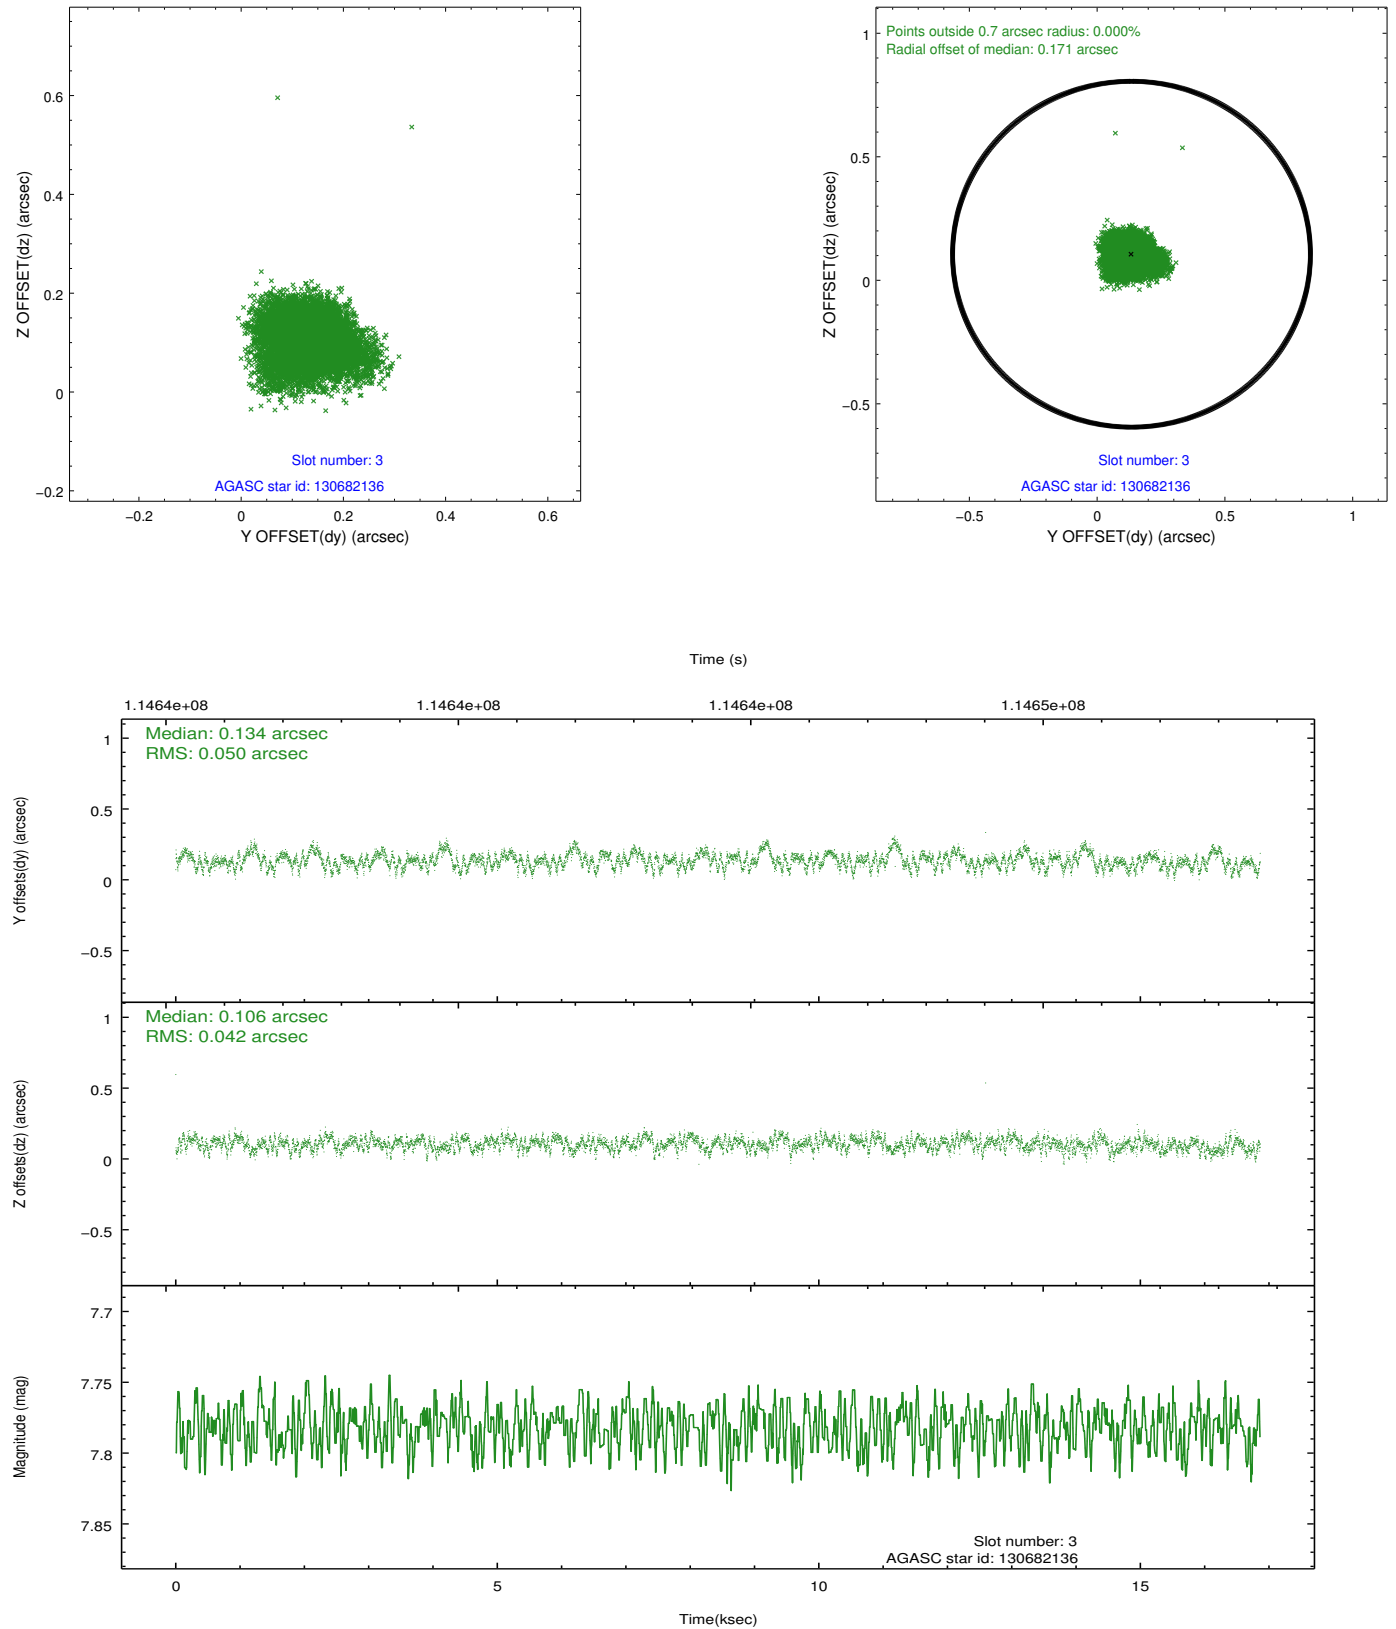 0.6
0.4
0.2
0
−0.2
Z OFFSET(dz) (arcsec)
Slot number: 3
AGASC star id: 130682136
−0.2
0
0.2
0.4
0.6
Y OFFSET(dy) (arcsec)
Points outside 0.7 arcsec radius: 0.000%
Radial offset of median: 0.171 arcsec
1
0.5
0
−0.5
Z OFFSET(dz) (arcsec)
Slot number: 3
AGASC star id: 130682136
−0.5
0
0.5
1
Y OFFSET(dy) (arcsec)
Time (s)
1.1464e+08
1.1464e+08
1.1464e+08
1.1465e+08
Median: 0.134 arcsec
RMS: 0.050 arcsec
1
0.5
0
−0.5
Y offsets(dy) (arcsec)
Median: 0.106 arcsec
RMS: 0.042 arcsec
1
0.5
0
−0.5
Z offsets(dz) (arcsec)
7.7
7.75
7.8
7.85
Magnitude (mag)
Slot number: 3
AGASC star id: 130682136
0
5
10
15
Time(ksec)